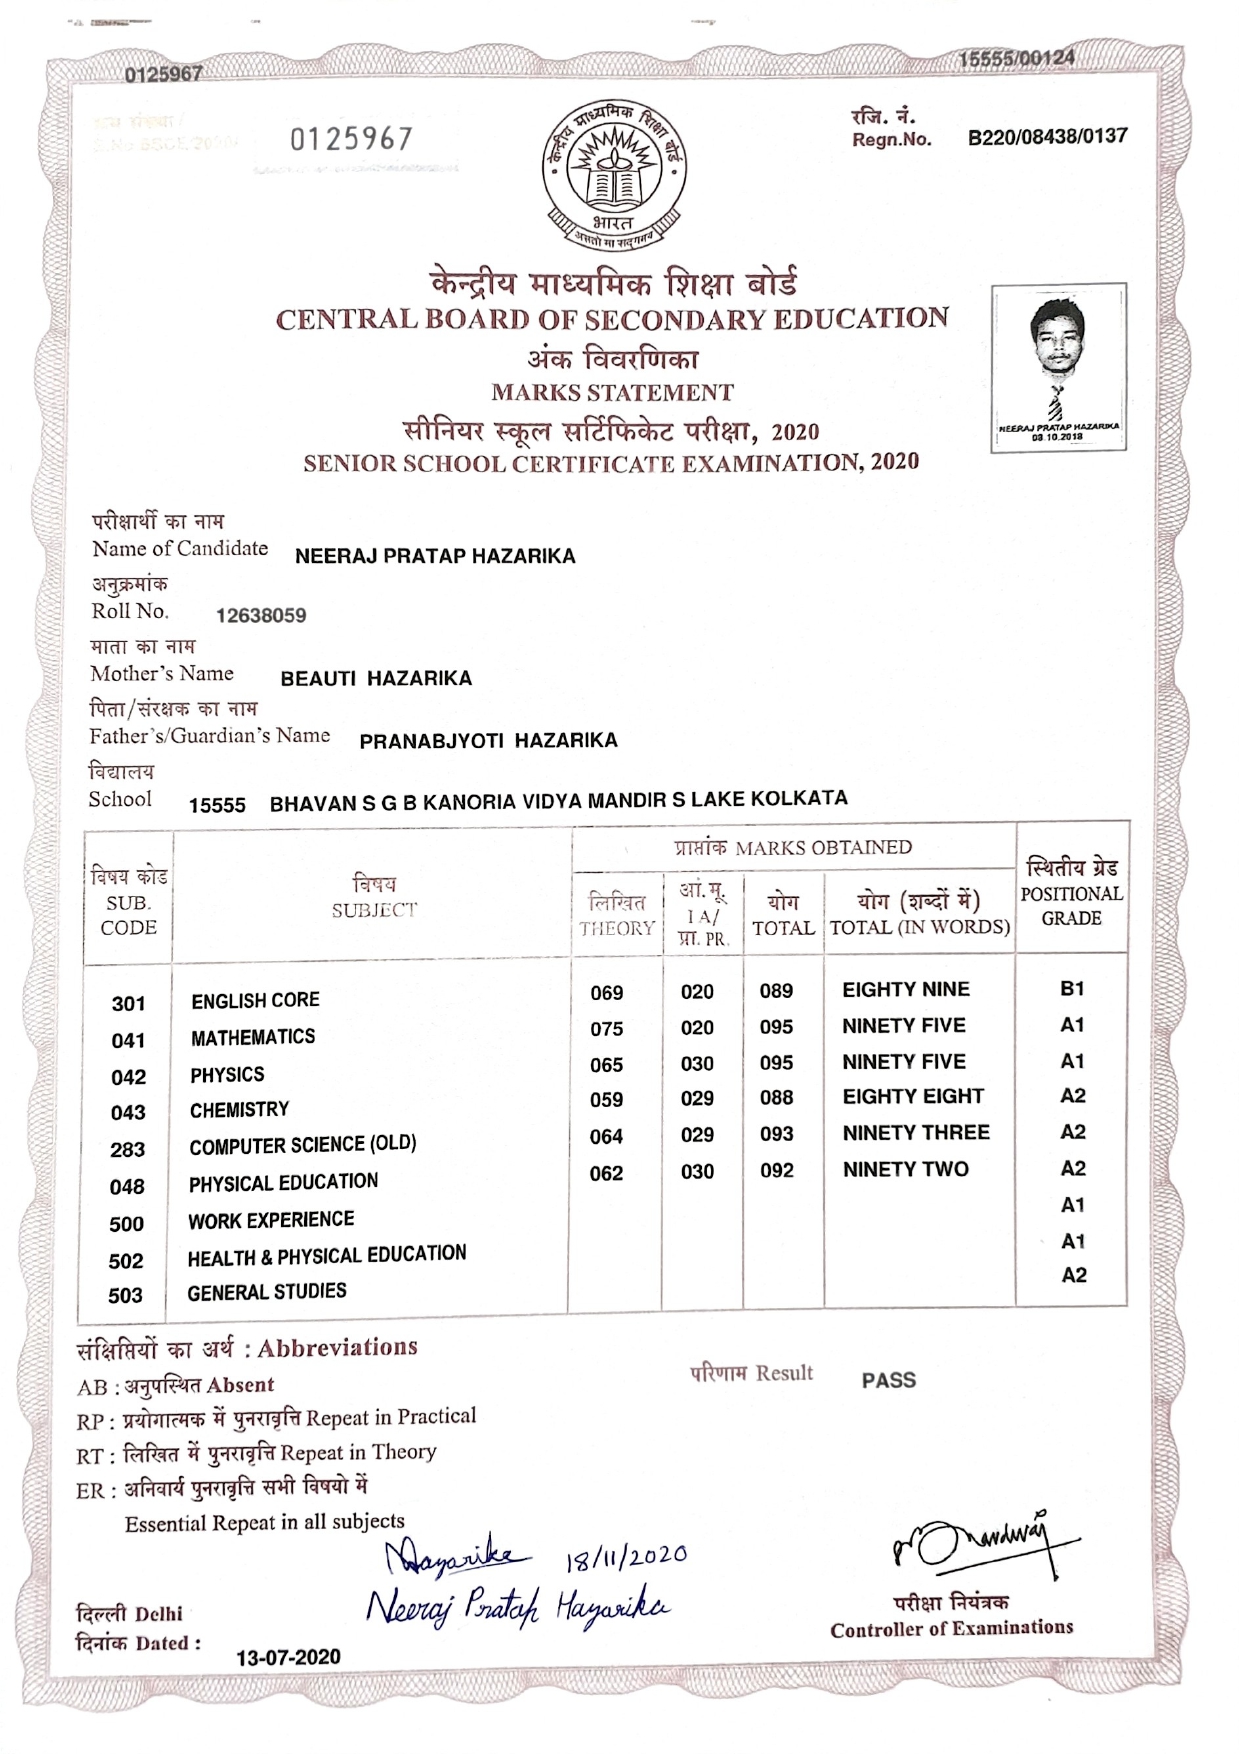 0125967
15555/00124
0125967
रजि. नं.
Regn.No. B220/08438/0137
केन्द्रीय माध्यमिक शिक्षा बोर्ड
भारत
असतो मा सद्गमय
केन्द्रीय माध्यमिक शिक्षा बोर्ड
CENTRAL BOARD OF SECONDARY EDUCATION
अंक विवरणिका
MARKS STATEMENT
सीनियर स्कूल सर्टिफिकेट परीक्षा, 2020
SENIOR SCHOOL CERTIFICATE EXAMINATION, 2020
NEERAJ PRATAP HAZARIKA
03.10.2018
परीक्षार्थी का नाम
Name of Candidate NEERAJ PRATAP HAZARIKA
अनुक्रमांक
Roll No. 12638059
माता का नाम
Mother's Name BEAUTI HAZARIKA
पिता/संरक्षक का नाम
Father's/Guardian's Name PRANABJYOTI HAZARIKA
विद्यालय
School 15555 BHAVAN S G B KANORIA VIDYA MANDIR S LAKE KOLKATA
विषय कोड
SUB.
CODE
विषय
SUBJECT
प्राप्तांक MARKS OBTAINED
लिखित
THEORY
आं. मू.
I A/
प्रा. PR.
योग
TOTAL
योग (शब्दों में)
TOTAL (IN WORDS)
स्थितीय ग्रेड
POSITIONAL
GRADE
301 ENGLISH CORE 069 020 089 EIGHTY NINE B1
041 MATHEMATICS 075 020 095 NINETY FIVE A1
042 PHYSICS 065 030 095 NINETY FIVE A1
043 CHEMISTRY 059 029 088 EIGHTY EIGHT A2
283 COMPUTER SCIENCE (OLD) 064 029 093 NINETY THREE A2
048 PHYSICAL EDUCATION 062 030 092 NINETY TWO A2
500 WORK EXPERIENCE A1
502 HEALTH & PHYSICAL EDUCATION A1
503 GENERAL STUDIES A2
संक्षिप्तियों का अर्थ : Abbreviations
AB : अनुपस्थित Absent
परिणाम Result PASS
RP : प्रयोगात्मक में पुनरावृत्ति Repeat in Practical
RT : लिखित में पुनरावृत्ति Repeat in Theory
ER : अनिवार्य पुनरावृत्ति सभी विषयो में
Essential Repeat in all subjects
NHazarika 18/11/2020
Neeraj Pratap Hazarika
परीक्षा नियंत्रक
Controller of Examinations
दिल्ली Delhi
दिनांक Dated : 13-07-2020